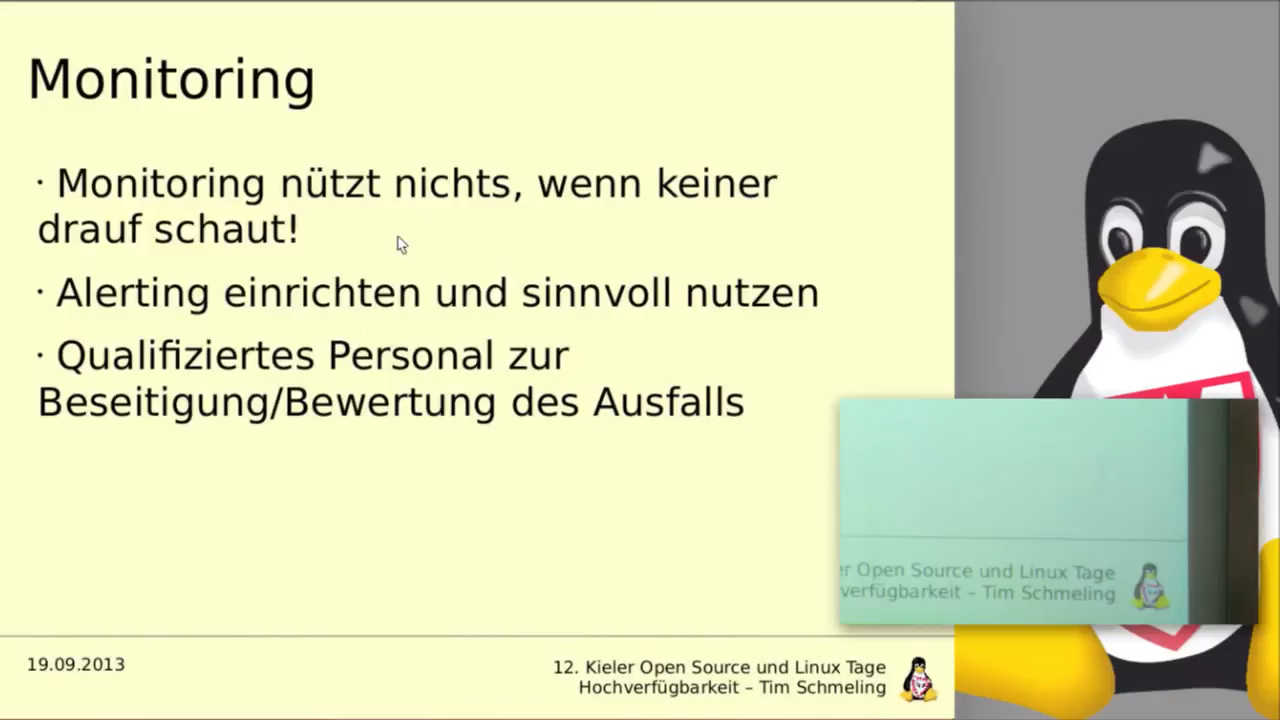 Monitoring
· Monitoring nützt nichts, wenn keiner
drauf schaut!
· Alerting einrichten und sinnvoll nutzen
· Qualifiziertes Personal zur
Beseitigung/Bewertung des Ausfalls
er Open Source und Linux Tage
verfügbarkeit – Tim Schmeling
19.09.2013
12. Kieler Open Source und Linux Tage
Hochverfügbarkeit – Tim Schmeling